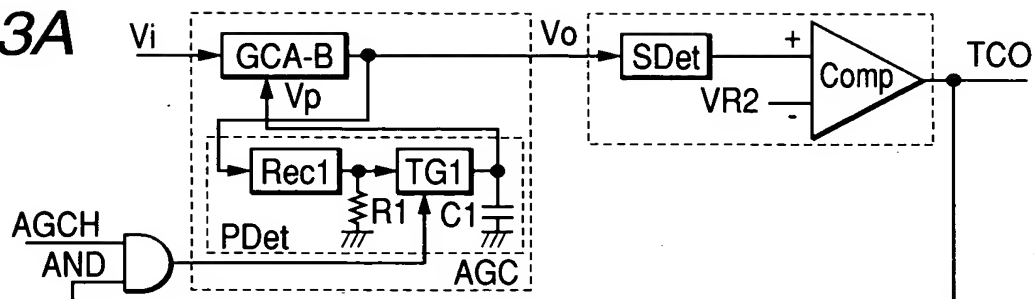 3A
Vi
GCA-B
Vp
Vo
SDet
VR2
+
-
Comp
TCO
Rec1
TG1
R1
C1
PDet
AGC
AGCH
AND